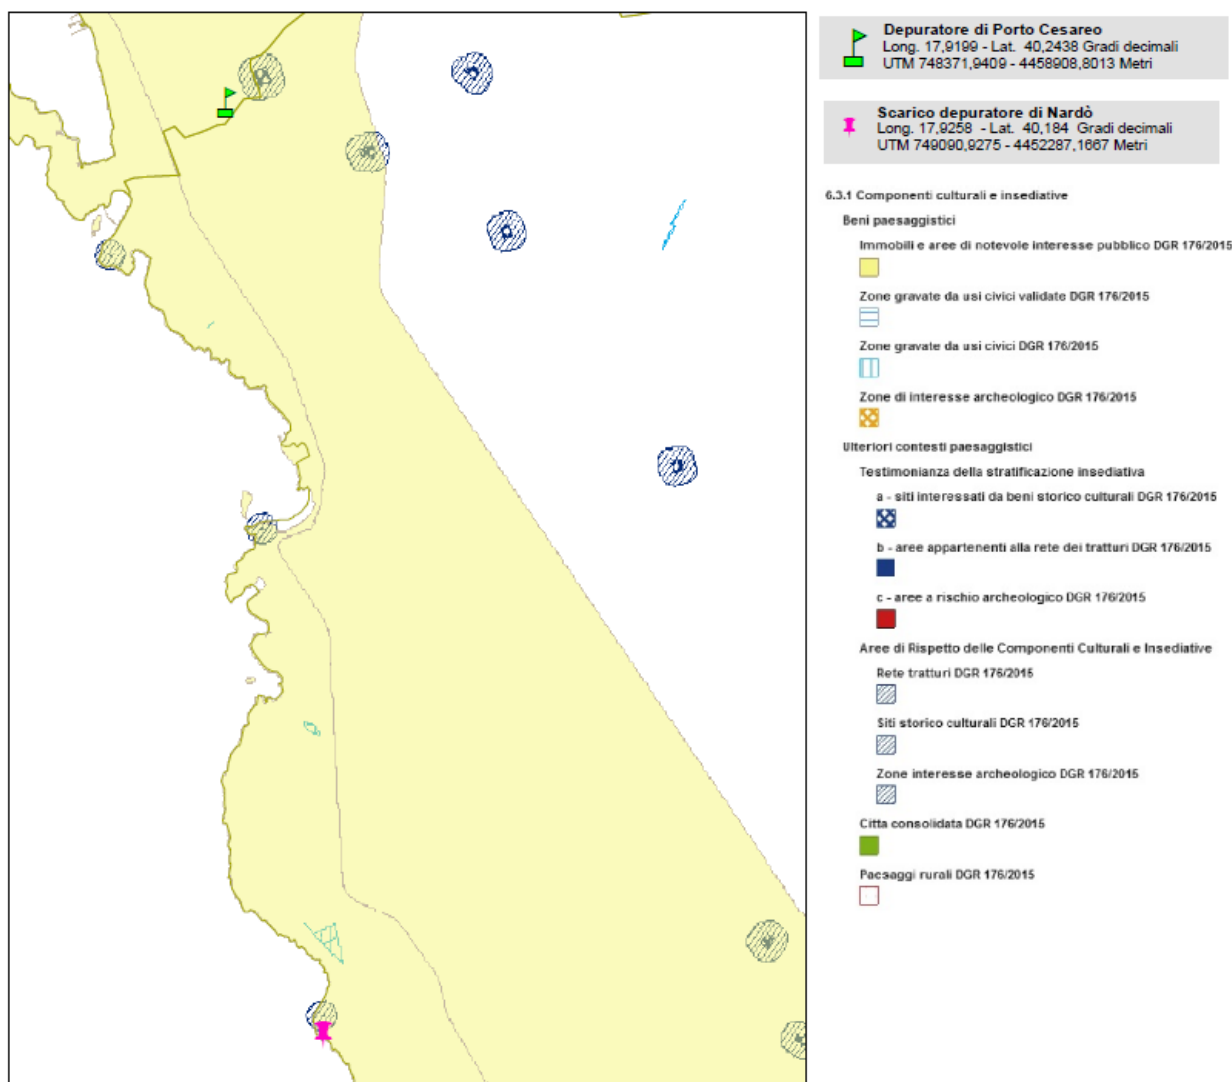 Depuratore di Porto Cesareo
Long. 17,9199 - Lat. 40,2438 Gradi decimali
UTM 748371,9409 - 4458908,8013 Metri
Scarico depuratore di Nardò
Long. 17,9258 - Lat. 40,184 Gradi decimali
UTM 749090,9275 - 4452287,1667 Metri
6.3.1 Componenti culturali e insediative
Beni paesaggistici
Immobili e aree di notevole interesse pubblico DGR 176/2015
Zone gravate da usi civici validate DGR 176/2015
Zone gravate da usi civici DGR 176/2015
Zone di interesse archeologico DGR 176/2015
Ulteriori contesti paesaggistici
Testimonianza della stratificazione insediativa
a - siti interessati da beni storico culturali DGR 176/2015
b - aree appartenenti alla rete dei tratturi DGR 176/2015
c - aree a rischio archeologico DGR 176/2015
Aree di Rispetto delle Componenti Culturali e Insediative
Rete tratturi DGR 176/2015
Siti storico culturali DGR 176/2015
Zone interesse archeologico DGR 176/2015
Citta consolidata DGR 176/2015
Paesaggi rurali DGR 176/2015